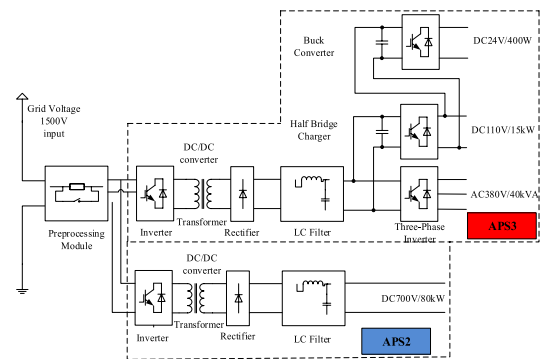 Buck
Converter
DC24V/400W
Grid Voltage
1500V
input
Half Bridge
Charger
DC110V/15kW
DC/DC
converter
AC380V/40kVA
Preprocessing
Module
Inverter
Transformer
Rectifier
LC Filter
Three-Phase
Inverter
APS3
DC/DC
converter
DC700V/80kW
Inverter
Transformer
Rectifier
LC Filter
APS2